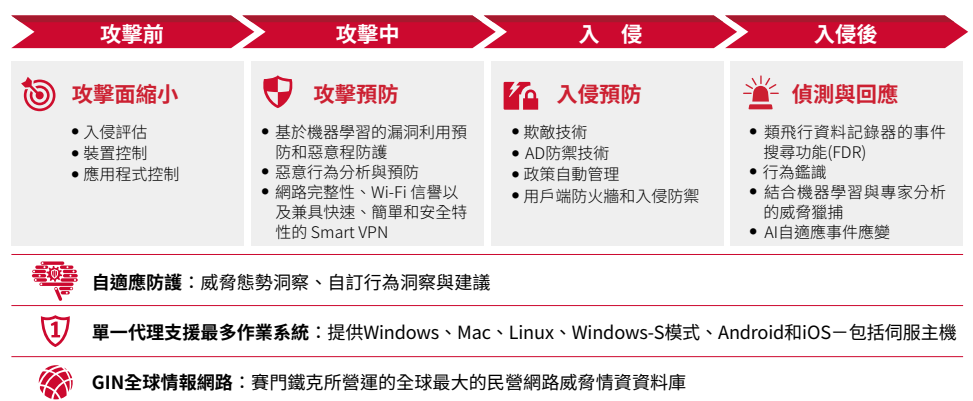 攻擊前
攻擊中
入 侵
入侵後
攻擊面縮小
• 入侵評估
• 裝置控制
• 應用程式控制
攻擊預防
• 基於機器學習的漏洞利用預
防和惡意程防護
• 惡意行為分析與預防
• 網路完整性、Wi-Fi 信譽以
及兼具快速、簡單和安全特
性的 Smart VPN
入侵預防
• 欺敵技術
• AD防禦技術
• 政策自動管理
• 用戶端防火牆和入侵防禦
偵測與回應
• 類飛行資料記錄器的事件
搜尋功能(FDR)
• 行為鑑識
• 結合機器學習與專家分析
的威脅獵捕
• AI自適應事件應變
自適應防護：威脅態勢洞察、自訂行為洞察與建議
1
單一代理支援最多作業系統：提供Windows、Mac、Linux、Windows-S模式、Android和iOS－包括伺服主機
GIN全球情報網路：賽門鐵克所營運的全球最大的民營網路威脅情資資料庫